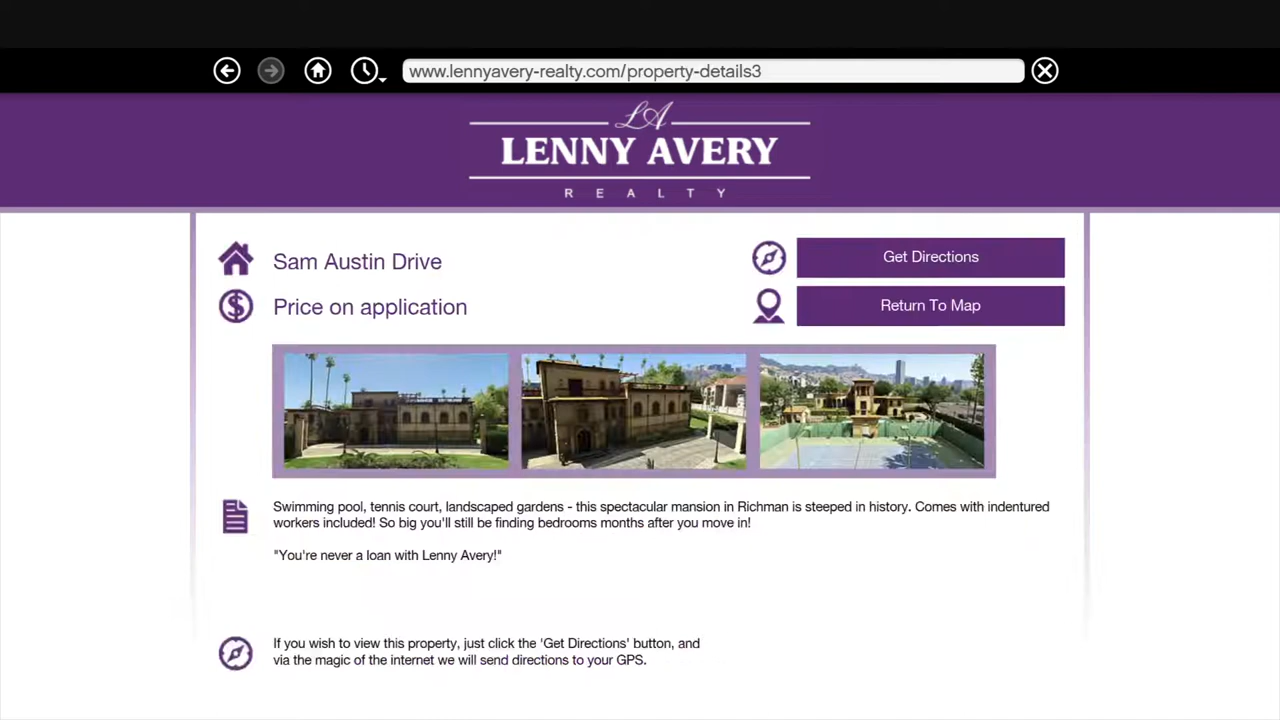 www.lennyavery-realty.com/property-details3
LA
LENNY AVERY
REALTY
Sam Austin Drive
Get Directions
Price on application
Return To Map
Swimming pool, tennis court, landscaped gardens - this spectacular mansion in Richman is steeped in history. Comes with indentured
workers included! So big you'll still be finding bedrooms months after you move in!
"You're never a loan with Lenny Avery!"
If you wish to view this property, just click the 'Get Directions' button, and
via the magic of the internet we will send directions to your GPS.